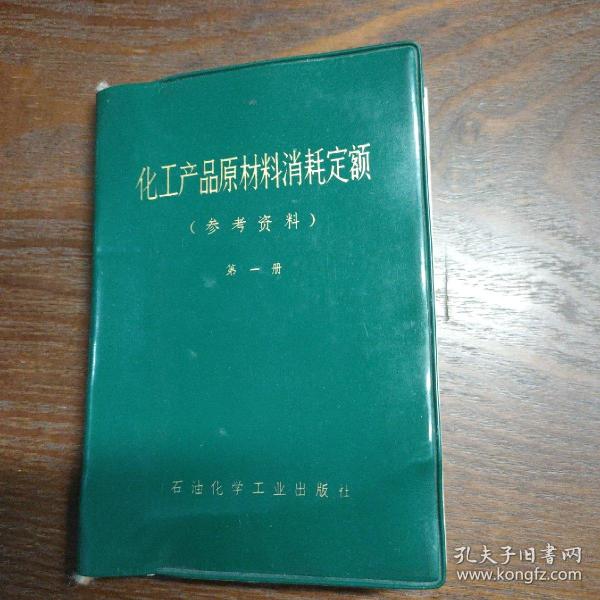 化工产品原材料消耗定额
（参考资料）
第一册
石油化学工业出版社
孔夫子旧书网
www.kongfz.com